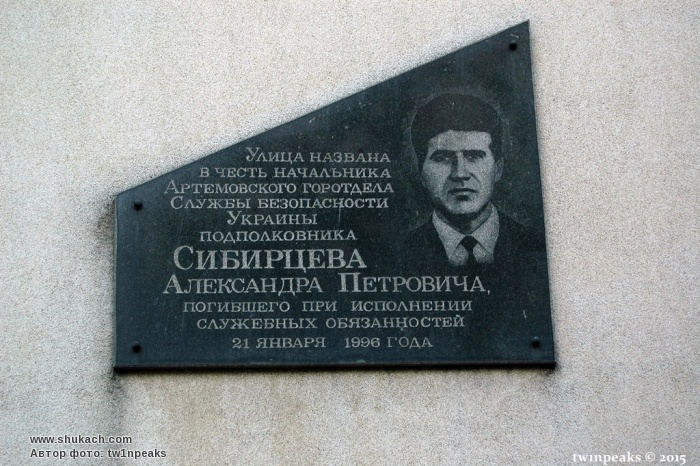 Улица названа
в честь начальника
Артемовского горотдела
Службы безопасности
Украины
подполковника
Сибирцева
Александра Петровича,
погибшего при исполнении
служебных обязанностей
21 января 1996 года
www.shukach.com
Автор фото: tw1npeaks
tw1npeaks © 2015